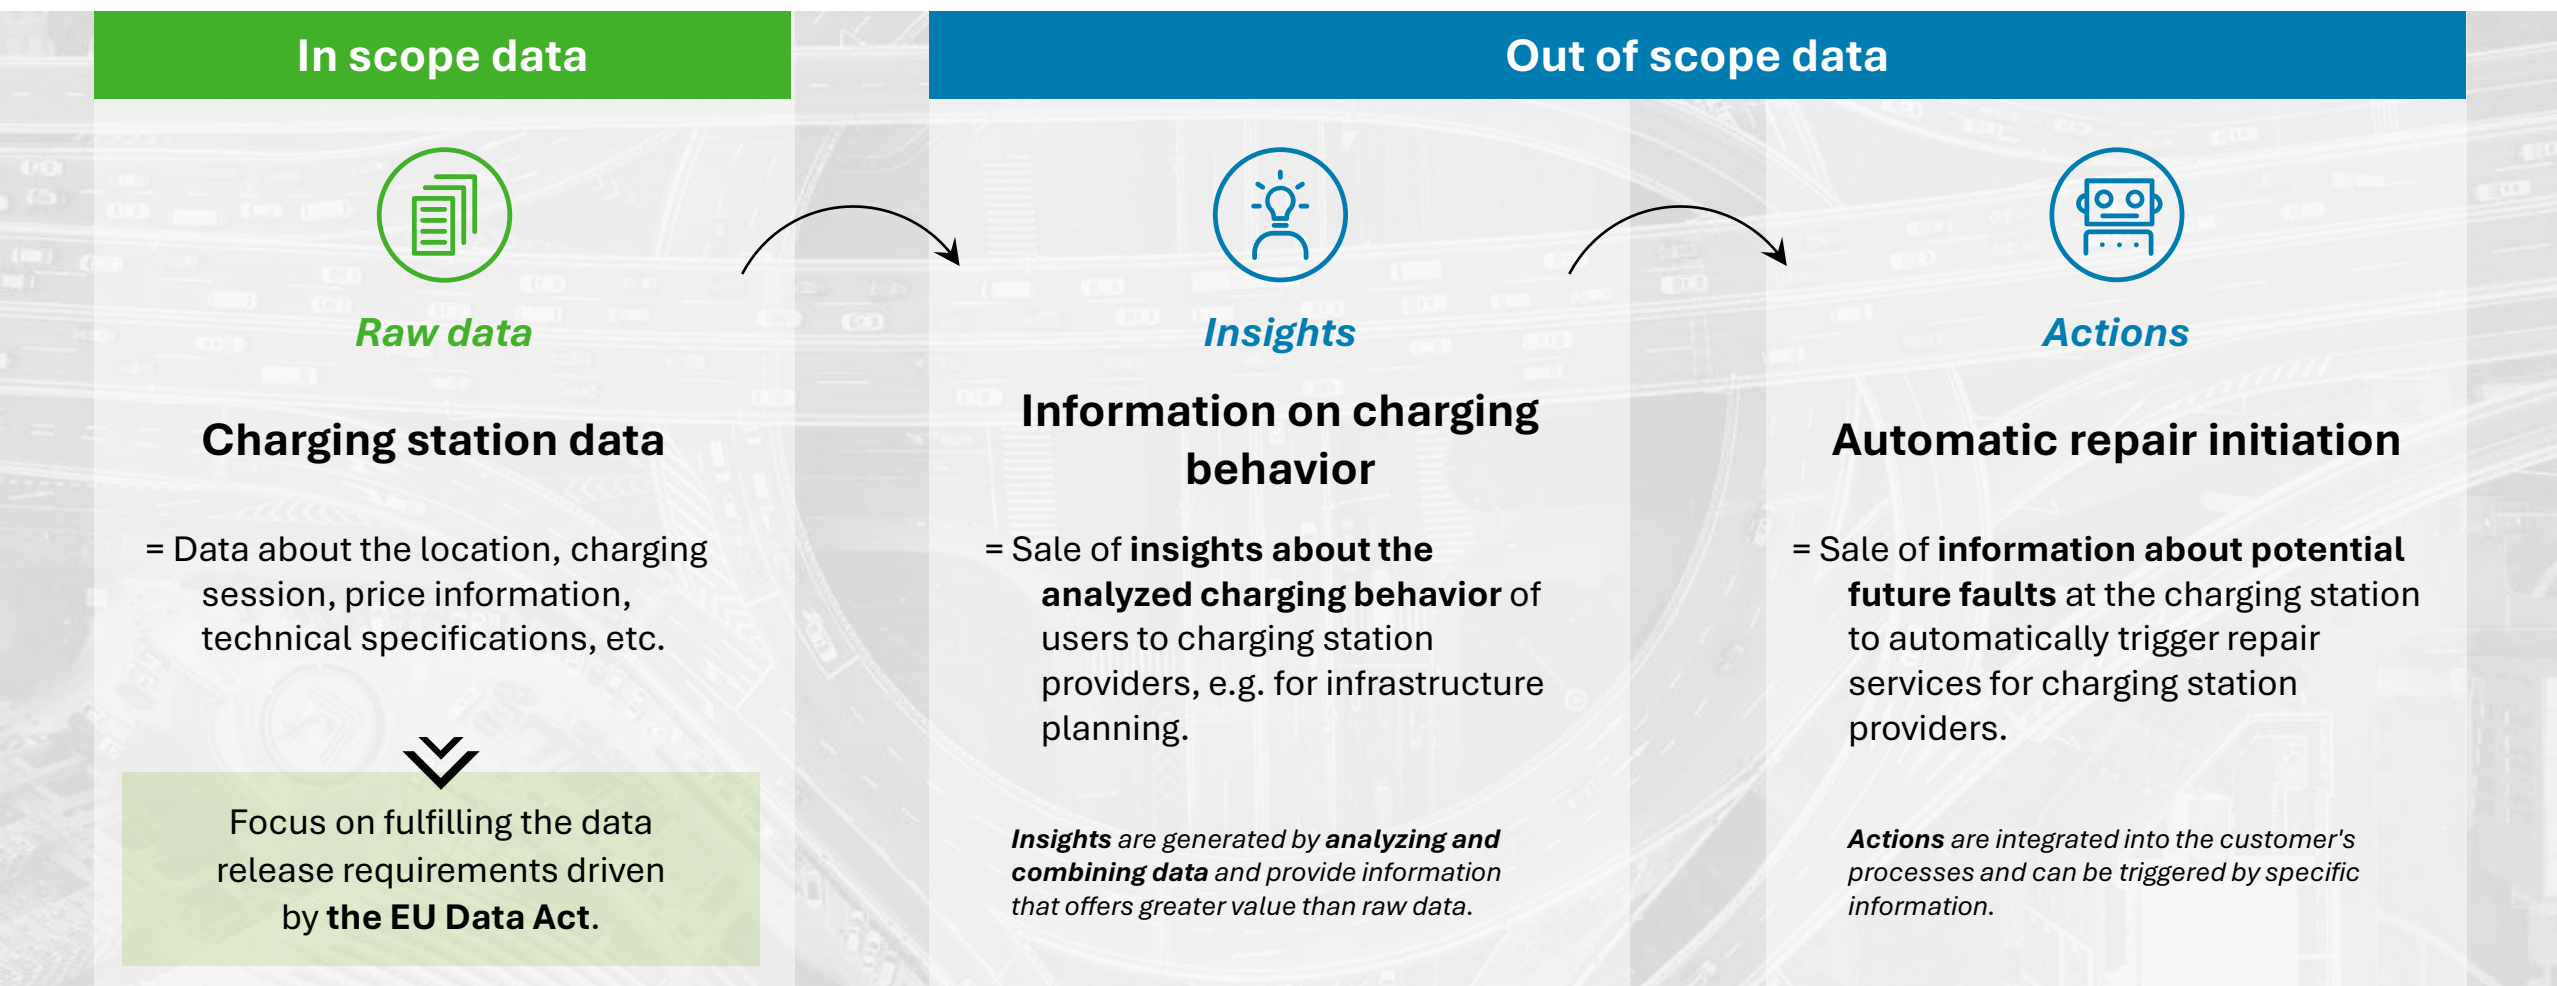 In scope data
Out of scope data
Raw data
Charging station data
= Data about the location, charging
session, price information,
technical specifications, etc.
Focus on fulfilling the data
release requirements driven
by the EU Data Act.
Insights
Information on charging
behavior
= Sale of insights about the
analyzed charging behavior of
users to charging station
providers, e.g. for infrastructure
planning.
Insights are generated by analyzing and
combining data and provide information
that offers greater value than raw data.
Actions
Automatic repair initiation
= Sale of information about potential
future faults at the charging station
to automatically trigger repair
services for charging station
providers.
Actions are integrated into the customer's
processes and can be triggered by specific
information.